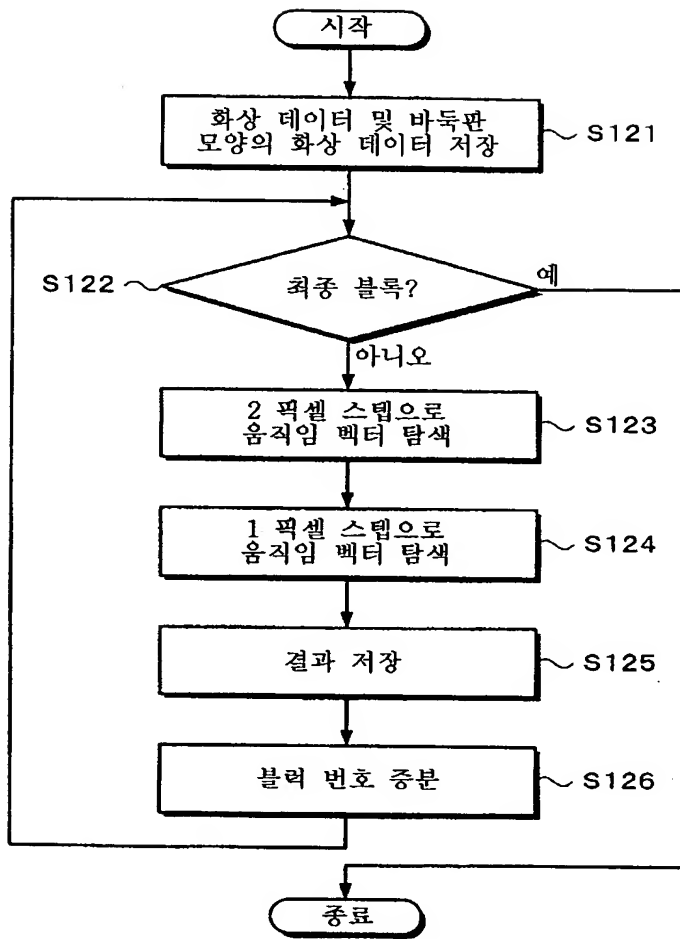 시작
화상 데이터 및 바둑판
모양의 화상 데이터 저장
S121
S122
최종 블록?
예
아니오
2 픽셀 스텝으로
움직임 벡터 탐색
S123
1 픽셀 스텝으로
움직임 벡터 탐색
S124
결과 저장
S125
블럭 번호 증분
S126
종료